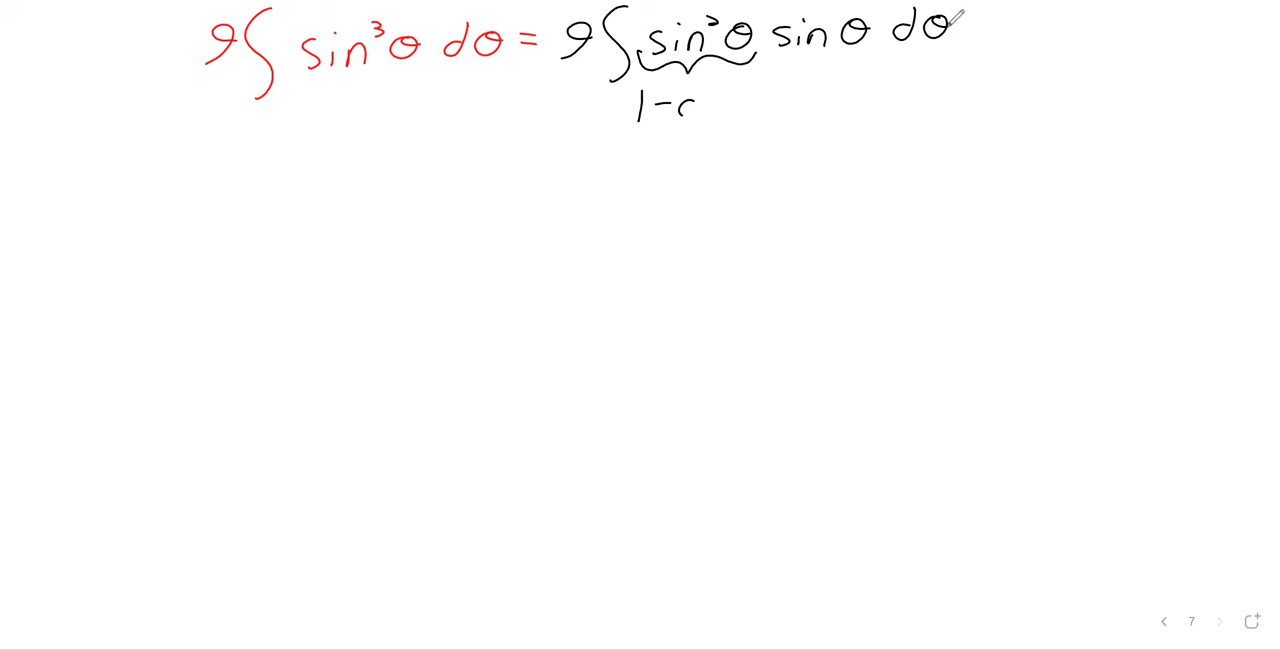 9∫ sin³θ dθ = 9∫ sin²θ sinθ dθ
1-c
7